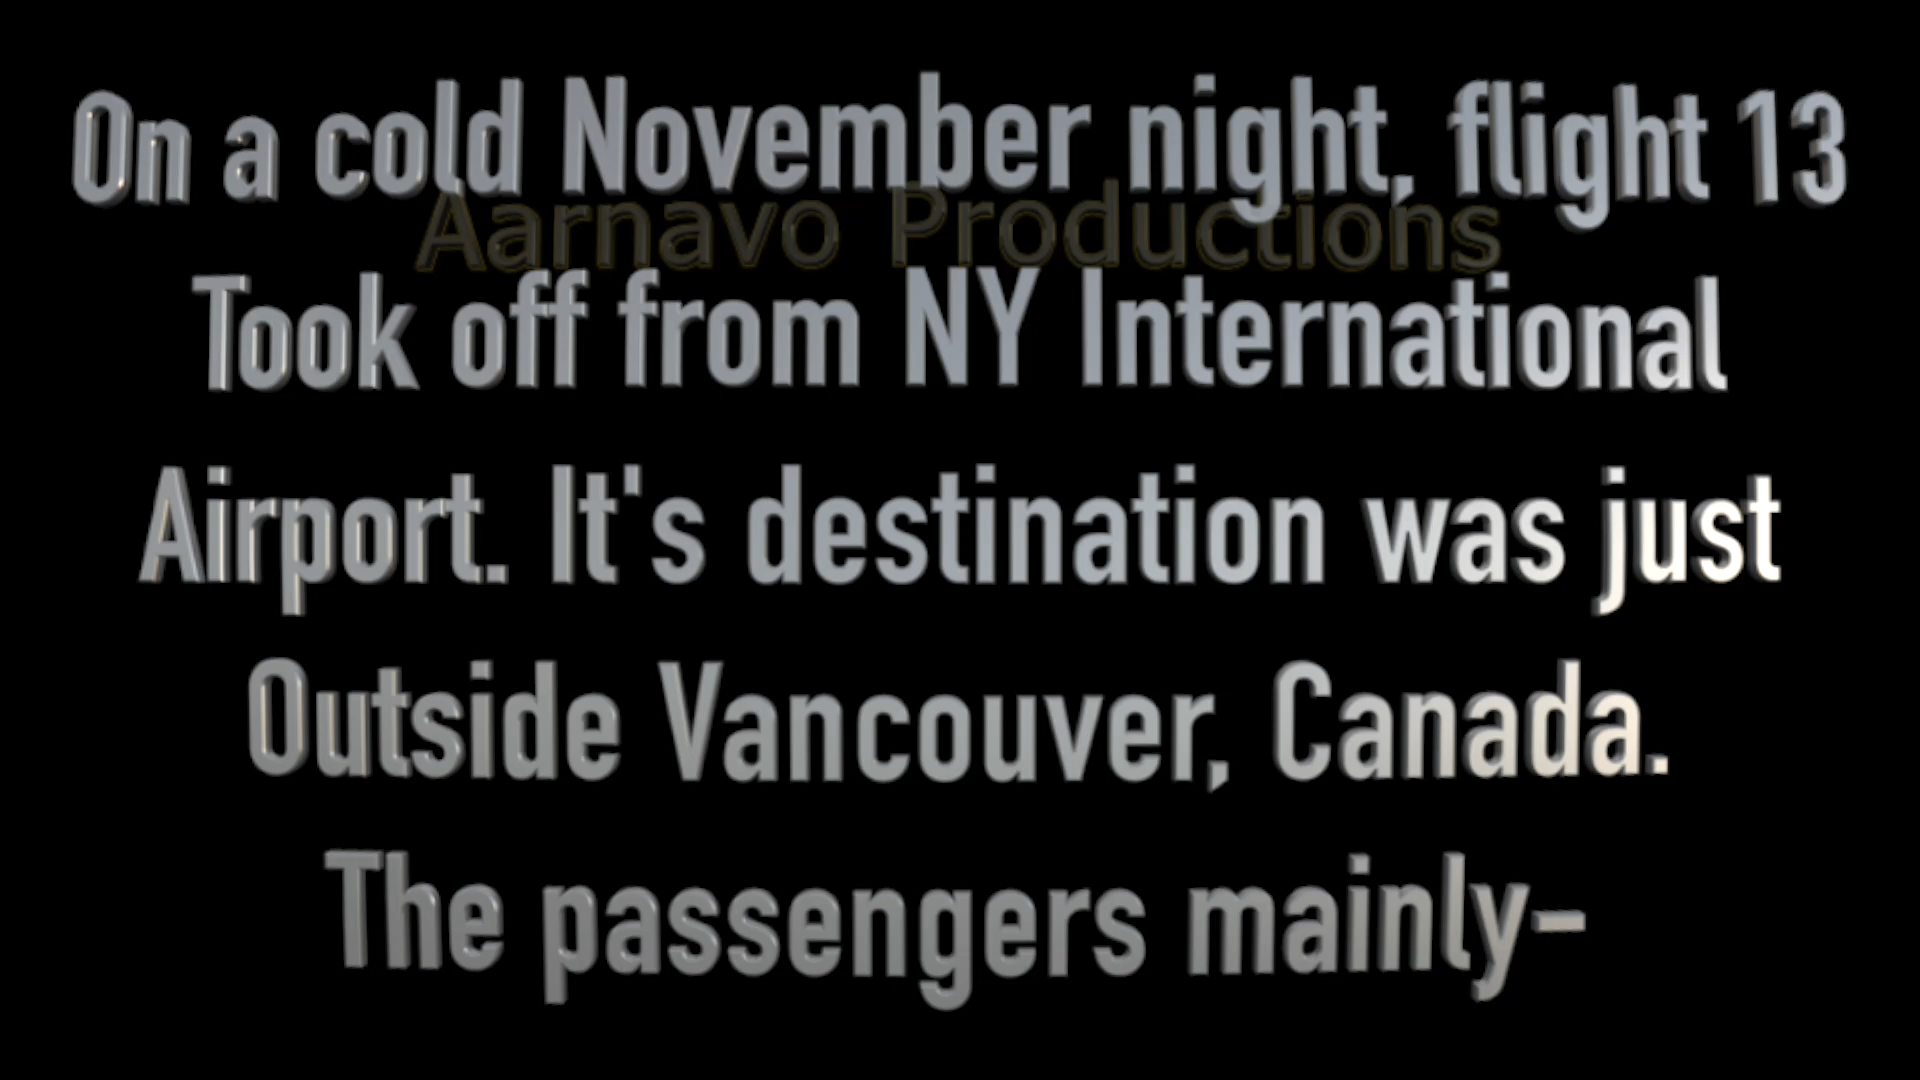 On a cold November night, flight 13
Aarnavo Productions
Took off from NY International
Airport. It's destination was just
Outside Vancouver, Canada.
The passengers mainly-